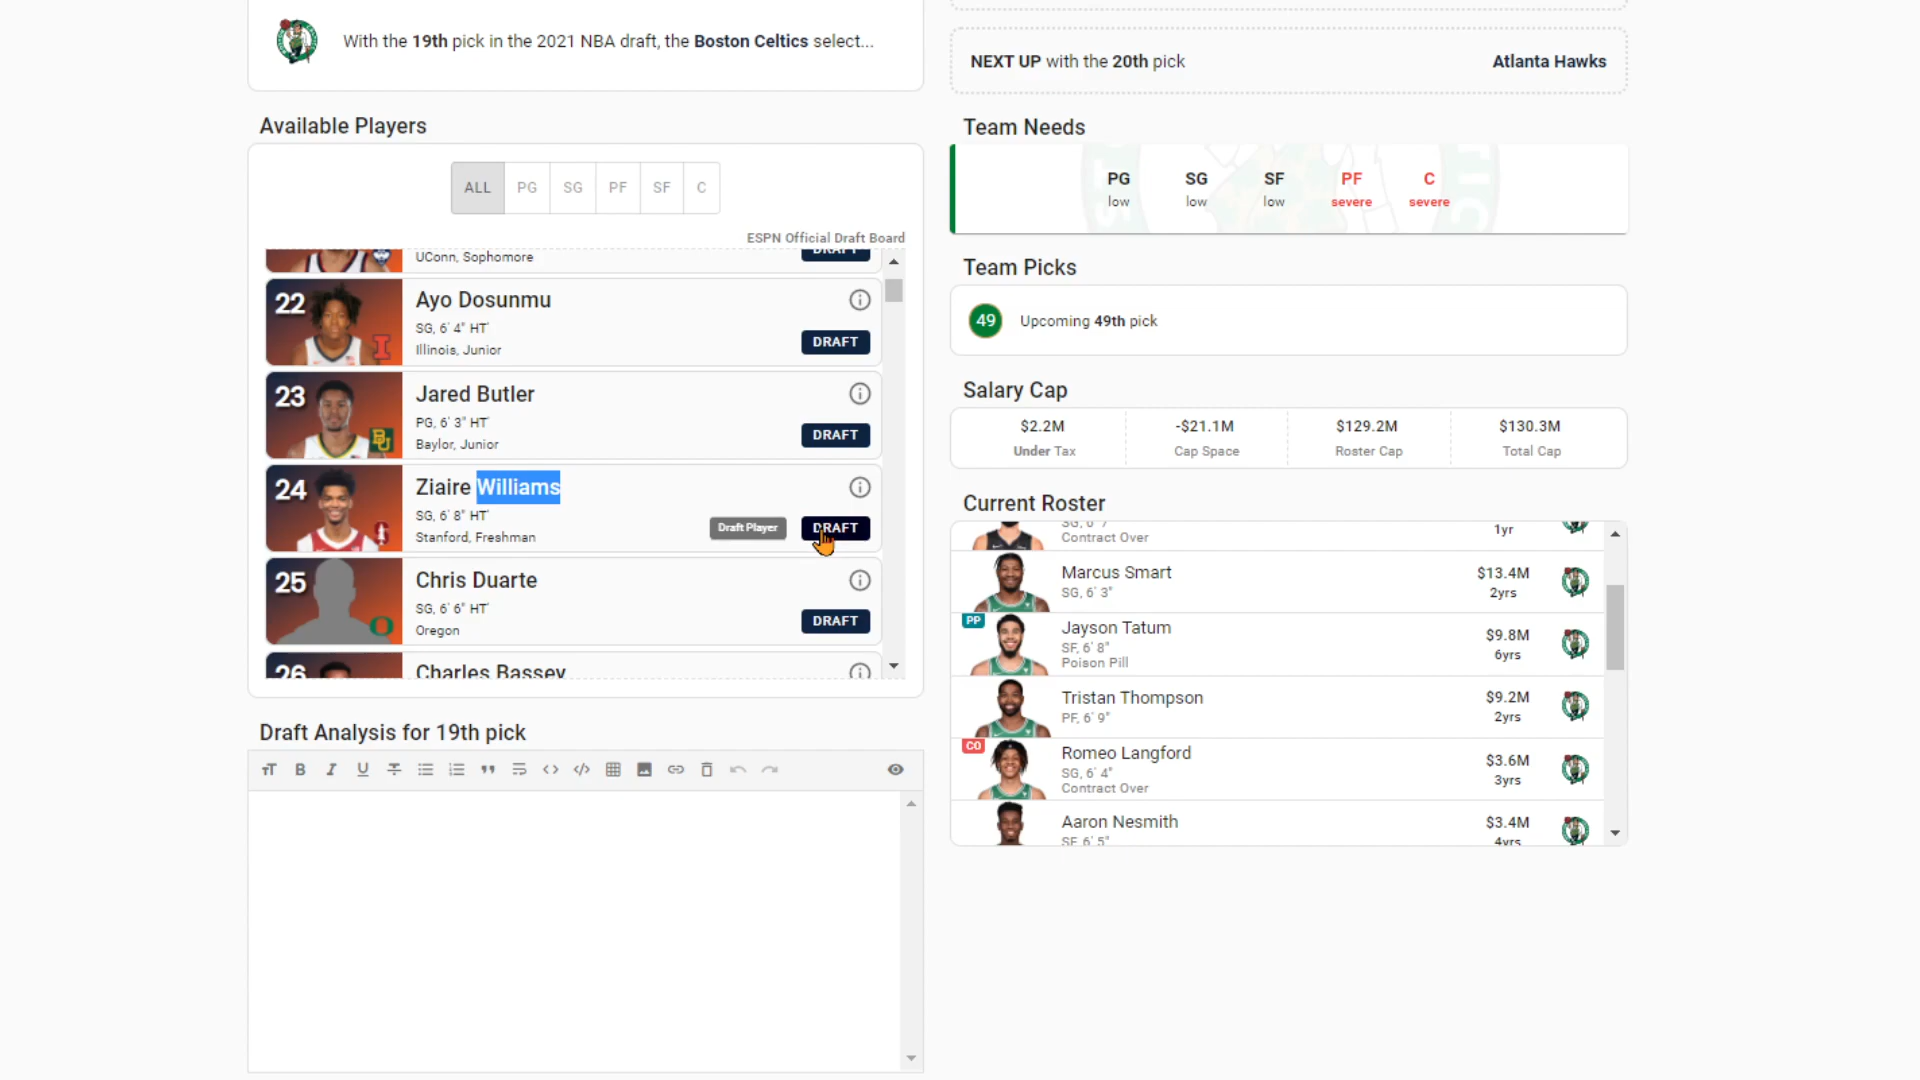 With the 19th pick in the 2021 NBA draft, the Boston Celtics select...
NEXT UP with the 20th pick
Atlanta Hawks
Available Players
ALL
PG
SG
PF
SF
C
ESPN Official Draft Board
UConn, Sophomore
DRAFT
22
Ayo Dosunmu
SG, 6' 4" HT'
Illinois, Junior
DRAFT
23
Jared Butler
PG, 6' 3" HT'
Baylor, Junior
DRAFT
24
Ziaire Williams
SG, 6' 8" HT'
Stanford, Freshman
Draft Player
DRAFT
25
Chris Duarte
SG, 6' 6" HT'
Oregon
DRAFT
26
Charles Bassey
Draft Analysis for 19th pick
Team Needs
PG
low
SG
low
SF
low
PF
severe
C
severe
Team Picks
49
Upcoming 49th pick
Salary Cap
$2.2M
Under Tax
-$21.1M
Cap Space
$129.2M
Roster Cap
$130.3M
Total Cap
Current Roster
SG, 6' 7"
Contract Over
1yr
Marcus Smart
SG, 6' 3"
$13.4M
2yrs
PP
Jayson Tatum
SF, 6' 8"
Poison Pill
$9.8M
6yrs
Tristan Thompson
PF, 6' 9"
$9.2M
2yrs
CO
Romeo Langford
SG, 6' 4"
Contract Over
$3.6M
3yrs
Aaron Nesmith
SF, 6' 5"
$3.4M
4yrs